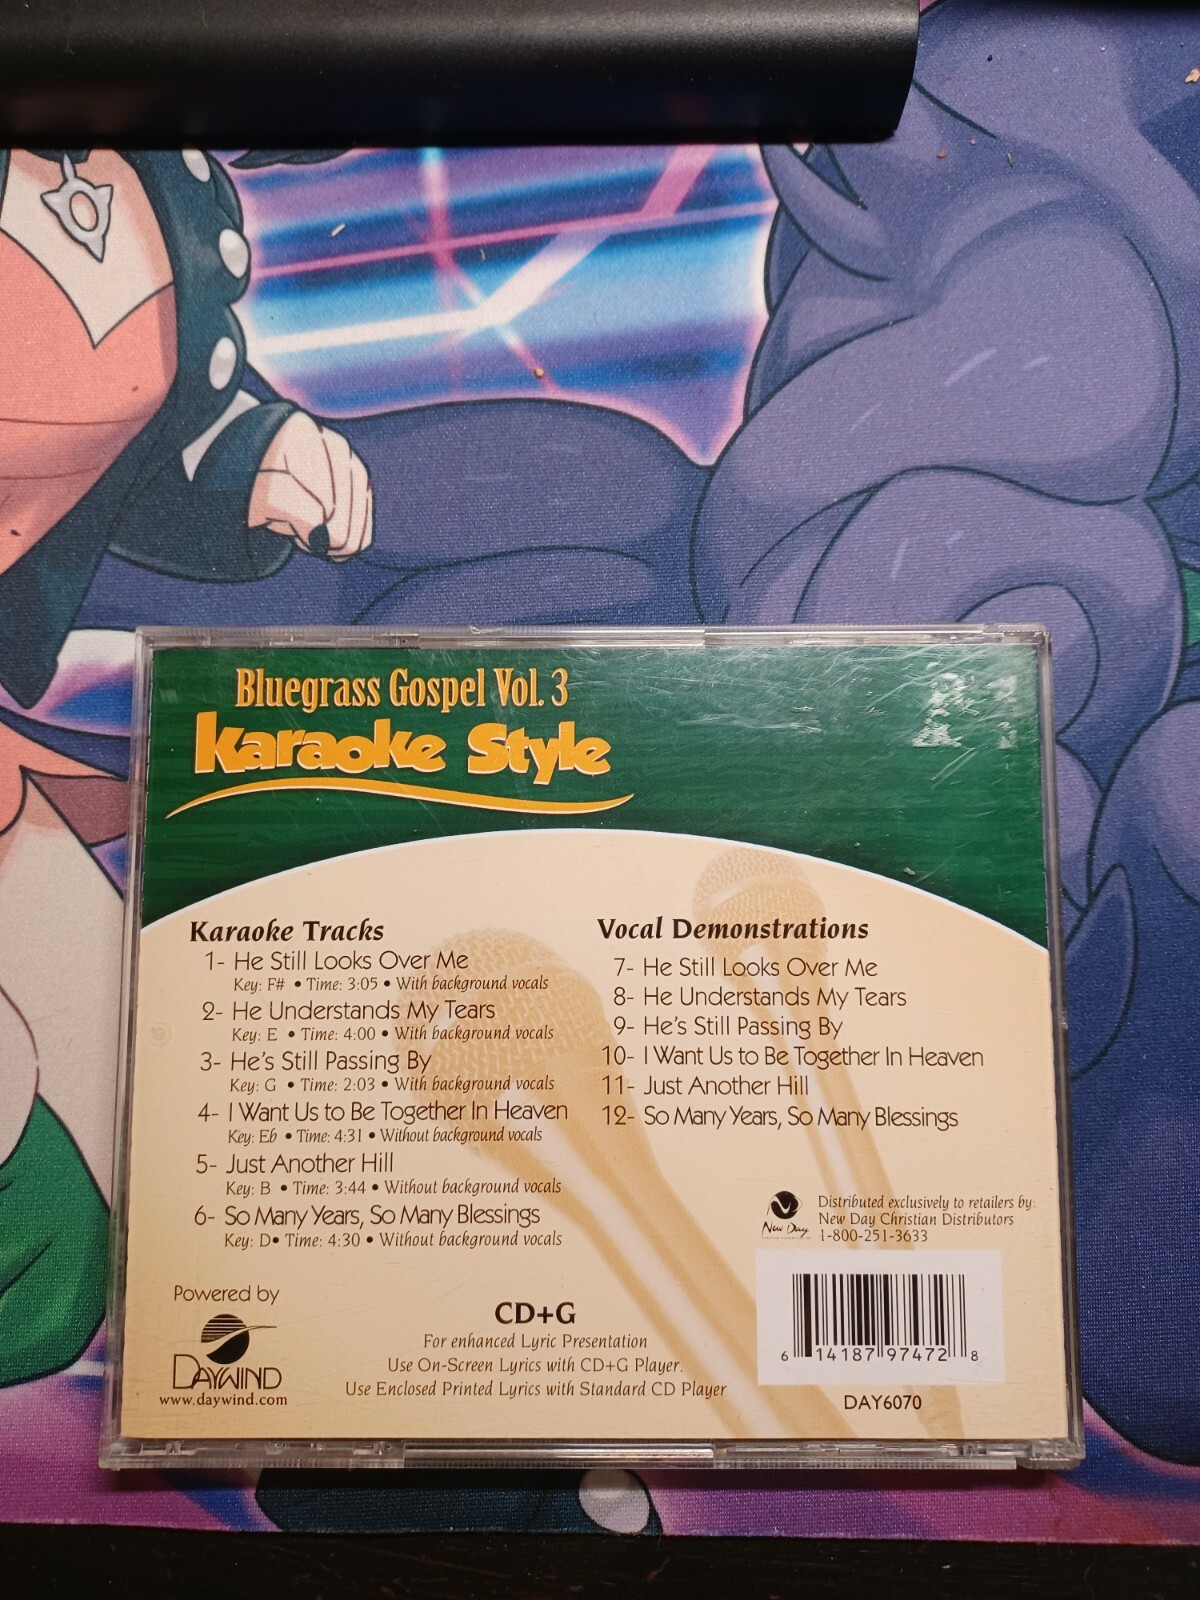 Bluegrass Gospel Vol. 3
Karaoke Style
Karaoke Tracks
1- He Still Looks Over Me
Key: F# • Time: 3:05 • With background vocals
2- He Understands My Tears
Key: E • Time: 4:00 • With background vocals
3- He's Still Passing By
Key: G • Time: 2:03 • With background vocals
4- I Want Us to Be Together In Heaven
Key: Eb • Time: 4:31 • Without background vocals
5- Just Another Hill
Key: B • Time: 3:44 • Without background vocals
6- So Many Years, So Many Blessings
Key: D• Time: 4:30 • Without background vocals
Vocal Demonstrations
7- He Still Looks Over Me
8- He Understands My Tears
9- He's Still Passing By
10- I Want Us to Be Together In Heaven
11- Just Another Hill
12- So Many Years, So Many Blessings
New Day
Distributed exclusively to retailers by:
New Day Christian Distributors
1-800-251-3633
Powered by
DAYWIND
www.daywind.com
CD+G
For enhanced Lyric Presentation
Use On-Screen Lyrics with CD+G Player.
Use Enclosed Printed Lyrics with Standard CD Player
6 14187 97472 8
DAY6070